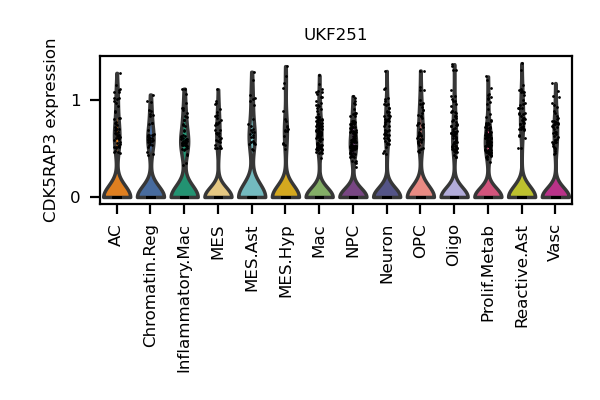 UKF251
CDK5RAP3 expression
1
0
AC
Chromatin.Reg
Inflammatory.Mac
MES
MES.Ast
MES.Hyp
Mac
NPC
Neuron
OPC
Oligo
Prolif.Metab
Reactive.Ast
Vasc